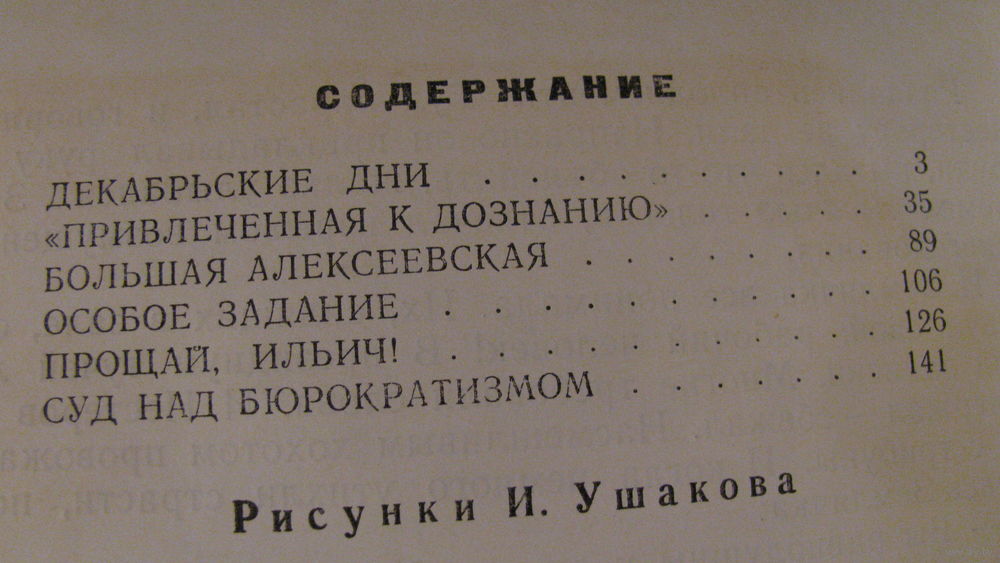 СОДЕРЖАНИЕ
ДЕКАБРЬСКИЕ ДНИ . . . . . . . . . . 3
«ПРИВЛЕЧЕННАЯ К ДОЗНАНИЮ» . . . . . 35
БОЛЬШАЯ АЛЕКСЕЕВСКАЯ . . . . . . . 89
ОСОБОЕ ЗАДАНИЕ . . . . . . . . . . 106
ПРОЩАЙ, ИЛЬИЧ! . . . . . . . . . . 126
СУД НАД БЮРОКРАТИЗМОМ . . . . . . 141
Рисунки И. Ушакова